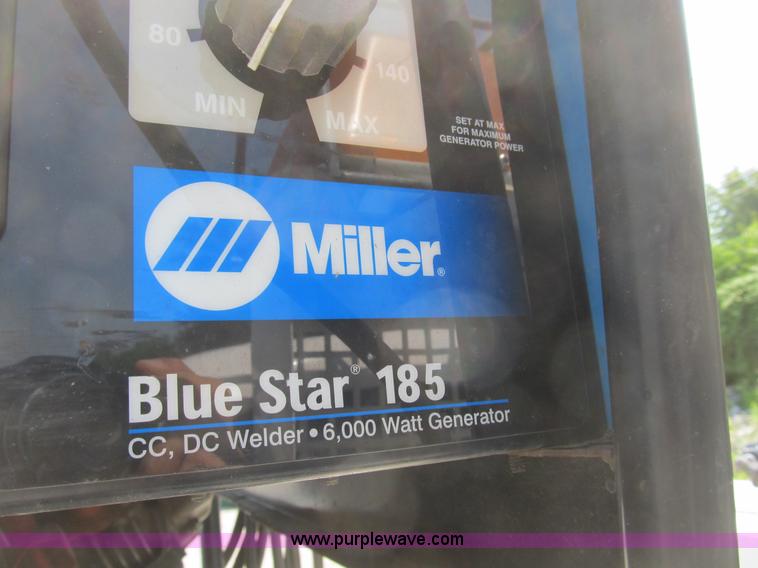 80
140
MIN
MAX
SET AT MAX
FOR MAXIMUM
GENERATOR POWER
Miller®
Blue Star® 185
CC, DC Welder • 6,000 Watt Generator
www.purplewave.com